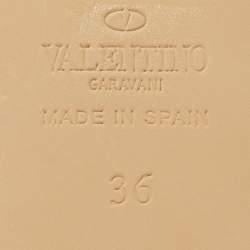 VALENTINO
GARAVANI
MADE IN SPAIN
36